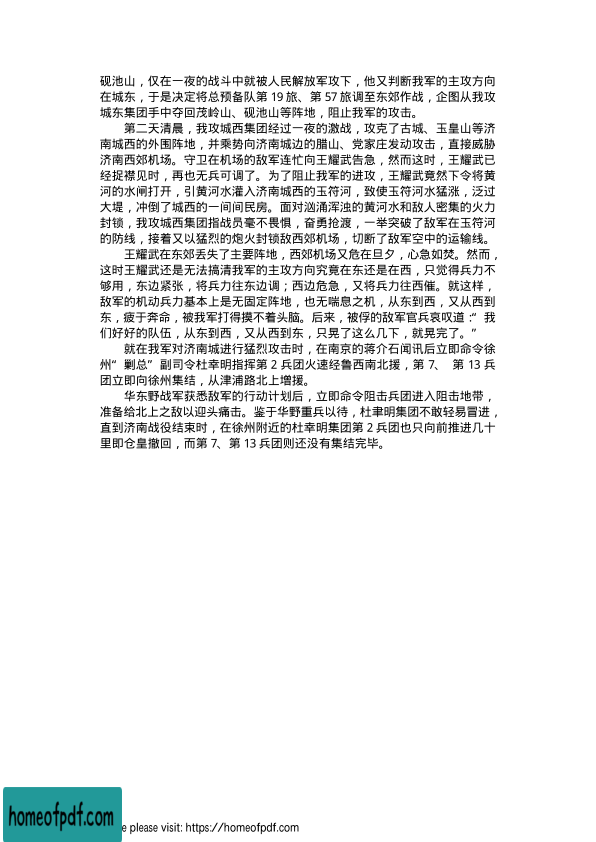 砚池山，仅在一夜的战斗中就被人民解放军攻下，他又判断我军的主攻方向
在城东，于是决定将总预备队第 19 旅、第 57 旅调至东郊作战，企图从我攻
城东集团手中夺回茂岭山、砚池山等阵地，阻止我军的攻击。
第二天清晨，我攻城西集团经过一夜的激战，攻克了古城、玉皇山等济
南城西的外围阵地，并乘势向济南城边的腊山、党家庄发动攻击，直接威胁
济南西郊机场。守卫在机场的敌军连忙向王耀武告急，然而这时，王耀武已
经捉襟见时，再也无兵可调了。为了阻止我军的进攻，王耀武竟然下令将黄
河的水闸打开，引黄河水灌入济南城西的玉符河，致使玉符河水猛涨，泛过
大堤，冲倒了城西的一间间民房。面对汹涌浑浊的黄河水和敌人密集的火力
封锁，我攻城西集团指战员毫不畏惧，奋勇抢渡，一举突破了敌军在玉符河
的防线，接着又以猛烈的炮火封锁敌西郊机场，切断了敌军空中的运输线。
王耀武在东郊丢失了主要阵地，西郊机场又危在旦夕，心急如焚。然而，
这时王耀武还是无法搞清我军的主攻方向究竟在东还是在西，只觉得兵力不
够用，东边紧张，将兵力往东边调；西边危急，又将兵力往西催。就这样，
敌军的机动兵力基本上是无固定阵地，也无喘息之机，从东到西，又从西到
东，疲于奔命，被我军打得摸不着头脑。后来，被俘的敌军官兵哀叹道：“我
们好好的队伍，从东到西，又从西到东，只晃了这么几下，就晃完了。”
就在我军对济南城进行猛烈攻击时，在南京的蒋介石闻讯后立即命令徐
州“剿总”副司令杜幸明指挥第 2 兵团火速经鲁西南北援，第 7、 第 13 兵
团立即向徐州集结，从津浦路北上增援。
华东野战军获悉敌军的行动计划后，立即命令阻击兵团进入阻击地带，
准备给北上之敌以迎头痛击。鉴于华野重兵以待，杜聿明集团不敢轻易冒进，
直到济南战役结束时，在徐州附近的杜幸明集团第 2 兵团也只向前推进几十
里即仓皇撤回，而第 7、第 13 兵团则还没有集结完毕。
homeofpdf.com
e please visit: https://homeofpdf.com